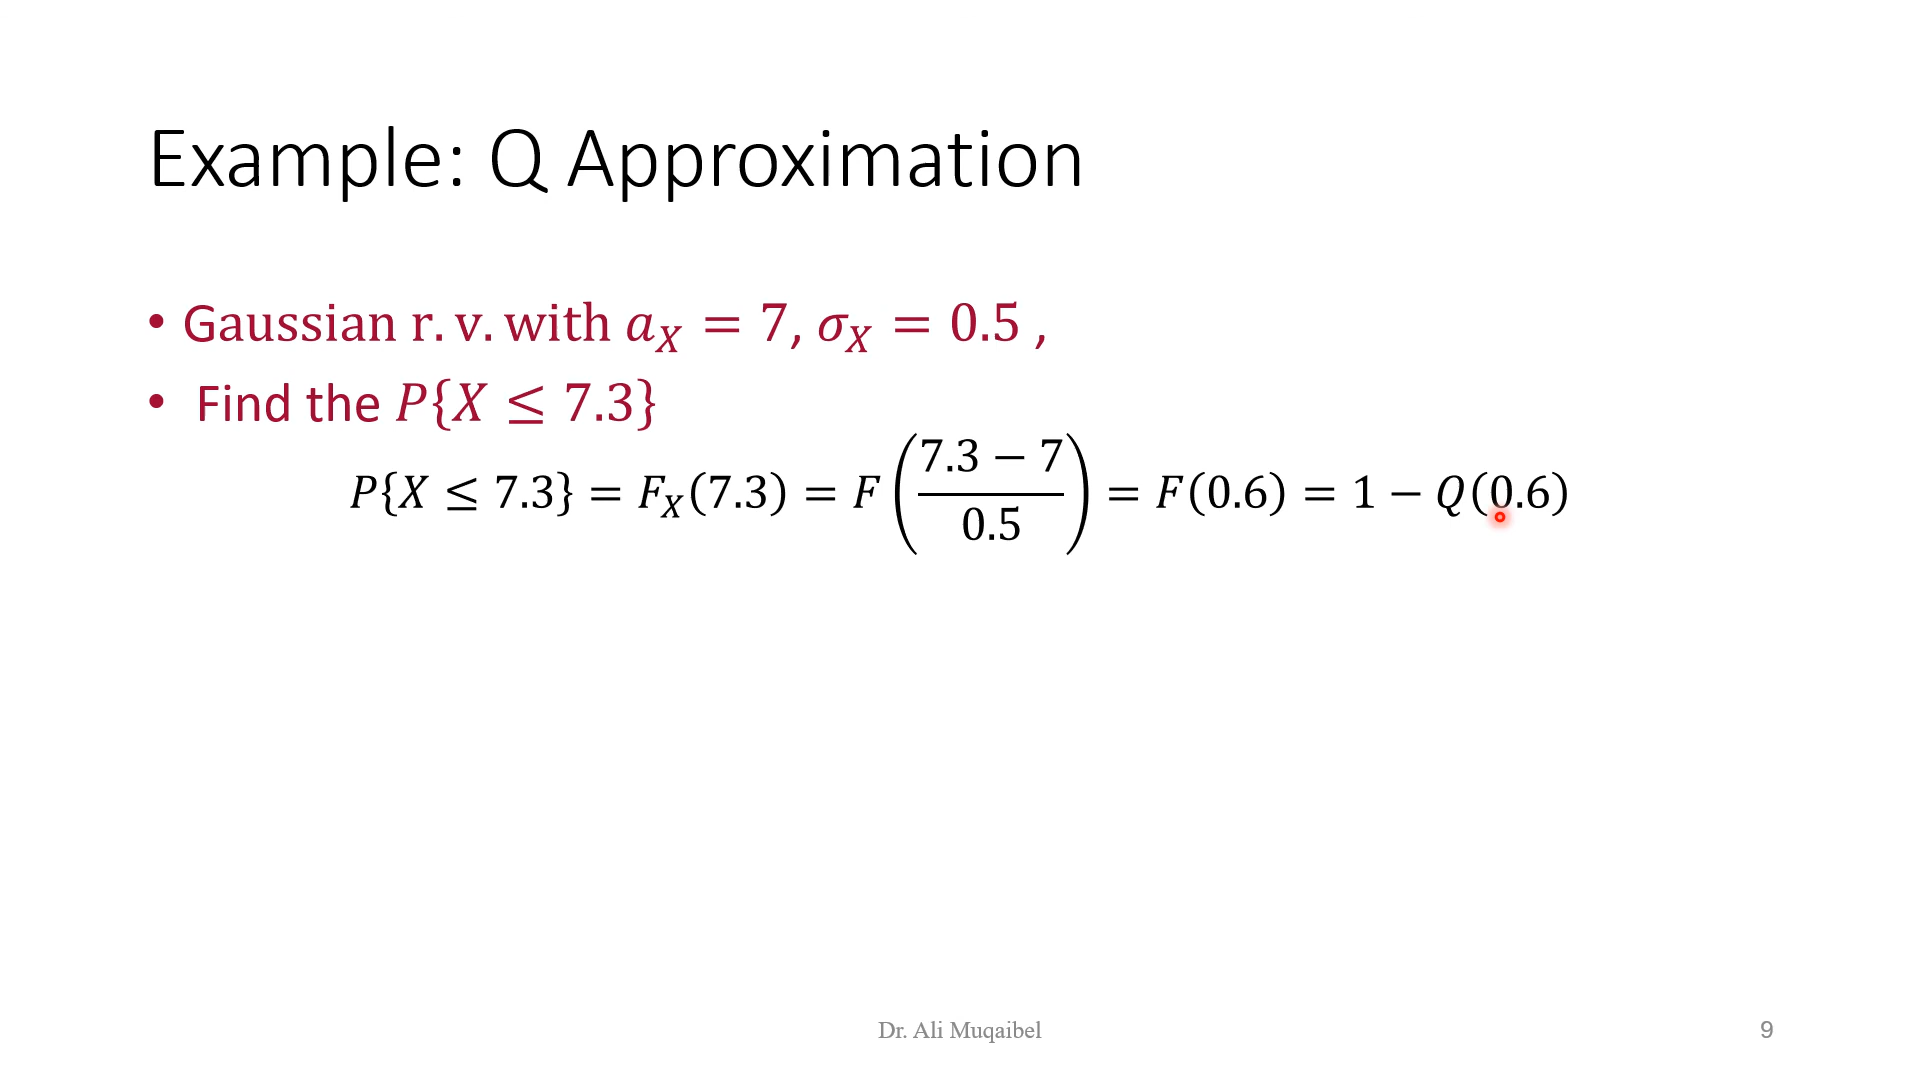 Example: Q Approximation
• Gaussian r. v. with $a_X = 7, \sigma_X = 0.5$ ,
• Find the $P\{X \leq 7.3\}$
$P\{X \leq 7.3\} = F_X(7.3) = F\left(\frac{7.3 - 7}{0.5}\right) = F(0.6) = 1 - Q(0.6)$
Dr. Ali Muqaibel
9